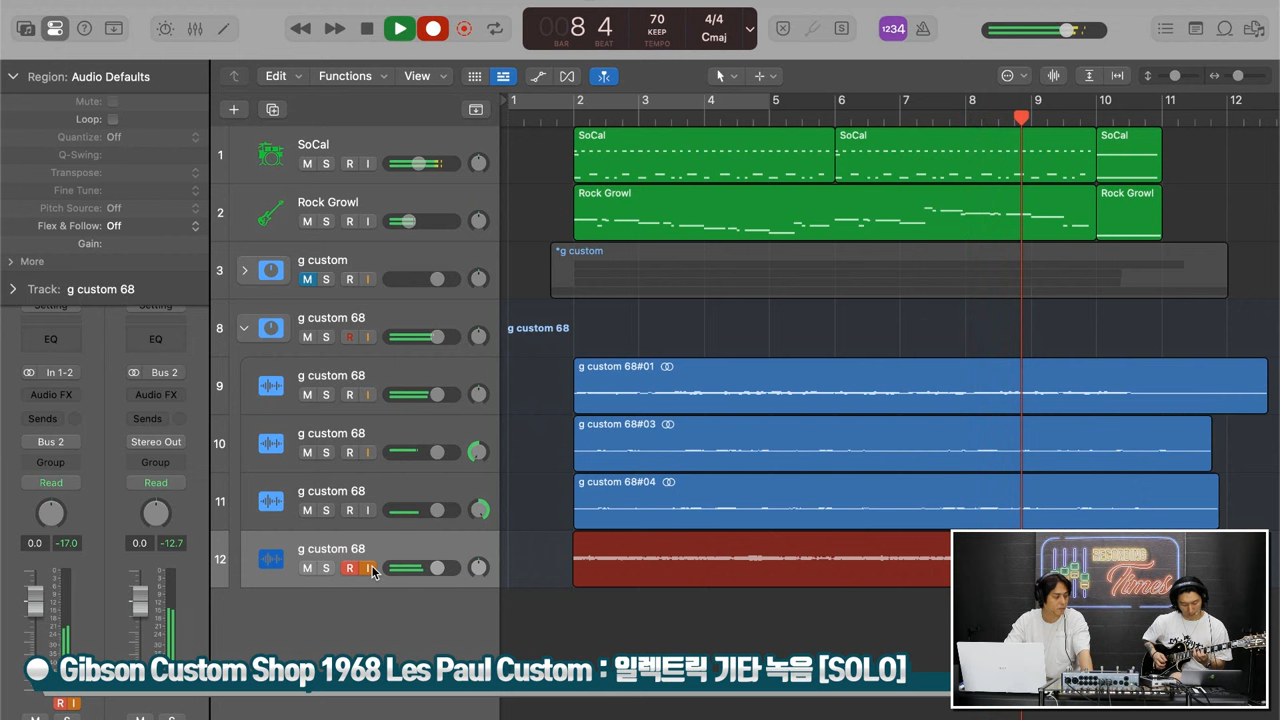 1234
008 4
BAR BEAT
70
KEEP
TEMPO
4/4
Cmaj
S
Region: Audio Defaults
Mute:
Loop:
Quantize: Off
Q-Swing:
Transpose:
Fine Tune:
Pitch Source: Off
Flex & Follow: Off
Gain:
More
Track: g custom 68
Edit Functions View
1 2 3 4 5 6 7 8 9 10 11 12
1 SoCal
M S R I
SoCal SoCal SoCal
2 Rock Growl
M S R I
Rock Growl Rock Growl
3 g custom
M S R I
*g custom
8 g custom 68
M S R I
g custom 68
9 g custom 68
M S R I
g custom 68#01
10 g custom 68
M S R I
g custom 68#03
11 g custom 68
M S R I
g custom 68#04
12 g custom 68
M S R I
EQ EQ
In 1-2 Bus 2
Audio FX Audio FX
Sends Sends
Bus 2 Stereo Out
Group Group
Read Read
0.0 -17.0 0.0 -12.7
R I
RECORDING
Times
Gibson Custom Shop 1968 Les Paul Custom : 일렉트릭 기타 녹음 [SOLO]